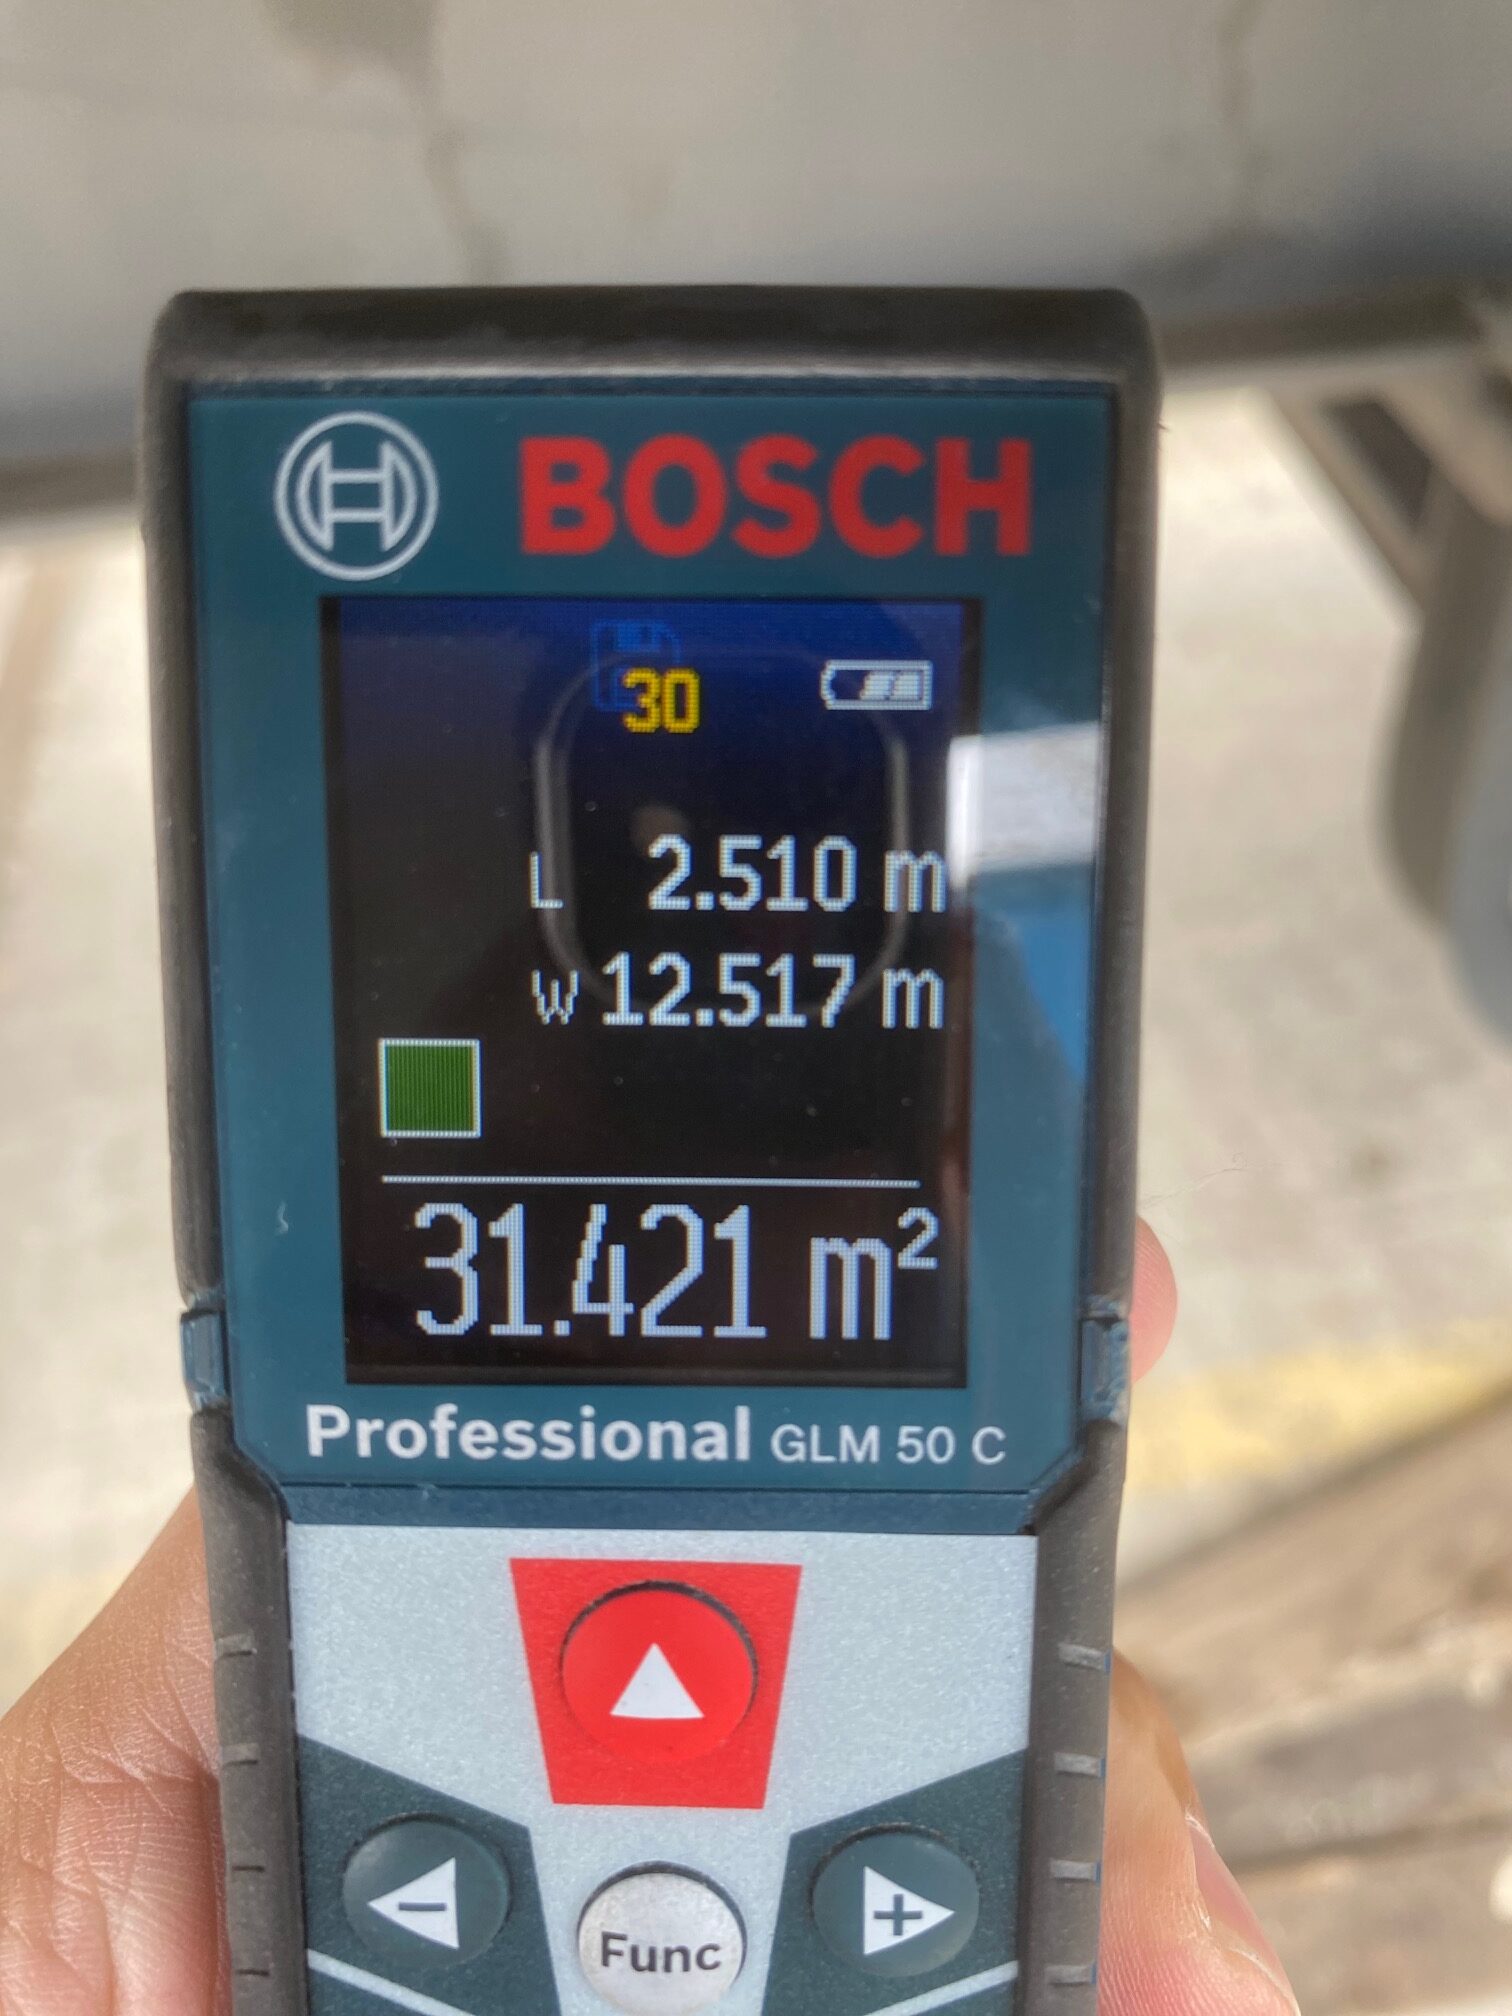 BOSCH
30
L 2.510 m
W 12.517 m
31.421 m²
Professional GLM 50 C
−
Func
+